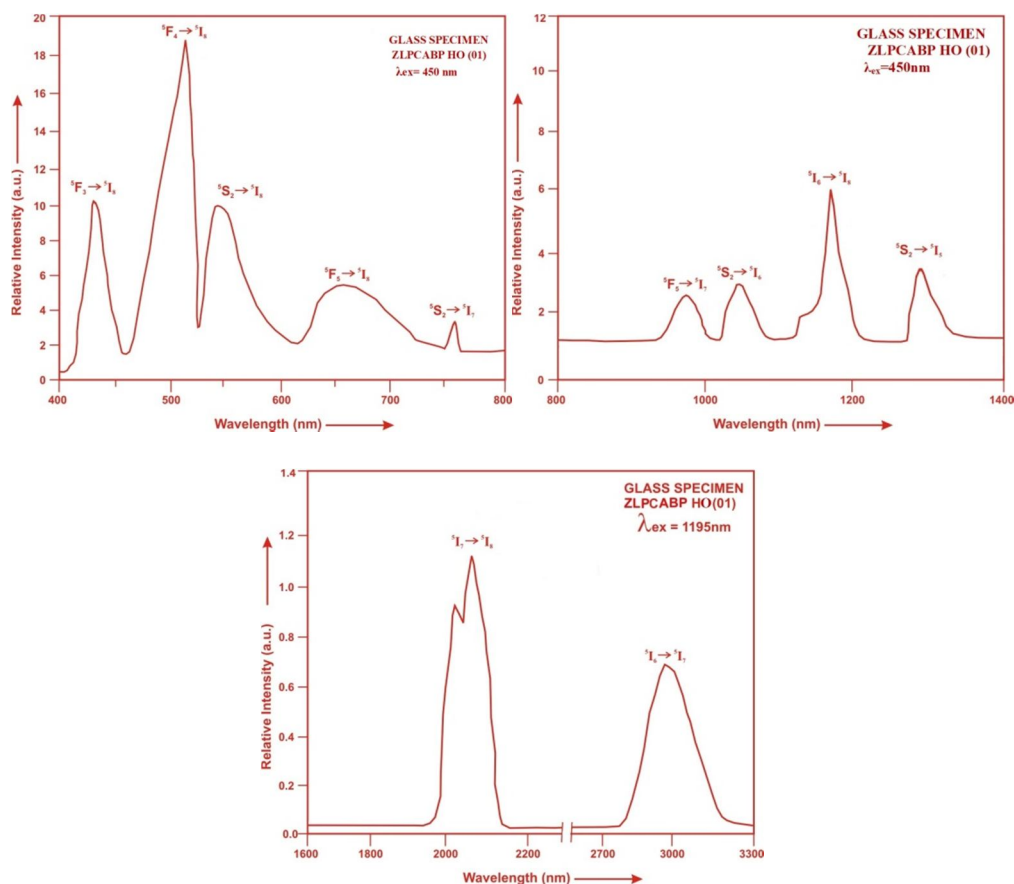 20
18
16
14
12
10
8
6
4
2
0
Relative Intensity (a.u.)
⁵F₄→⁵I₈
GLASS SPECIMEN
ZLPCABP HO (01)
λex= 450 nm
⁵F₃→⁵I₈
⁵S₂→⁵I₈
⁵F₅→⁵I₈
⁵S₂→⁵I₇
400
500
600
700
800
Wavelength (nm)
12
10
8
6
4
2
0
Relative Intensity (a.u.)
GLASS SPECIMEN
ZLPCABP HO (01)
λ-ex=450nm
⁵I₆→⁵I₈
⁵F₅→⁵I₇
⁵S₂→⁵I₆
⁵S₂→⁵I₅
800
1000
1200
1400
Wavelength (nm)
1.4
1.2
1.0
0.8
0.6
0.4
0.2
0.0
Relative Intensity (a.u.)
GLASS SPECIMEN
ZLPCABP HO(01)
λex = 1195nm
⁵I₇→⁵I₈
⁵I₆→⁵I₇
1600
1800
2000
2200
2700
3000
3300
Wavelength (nm)